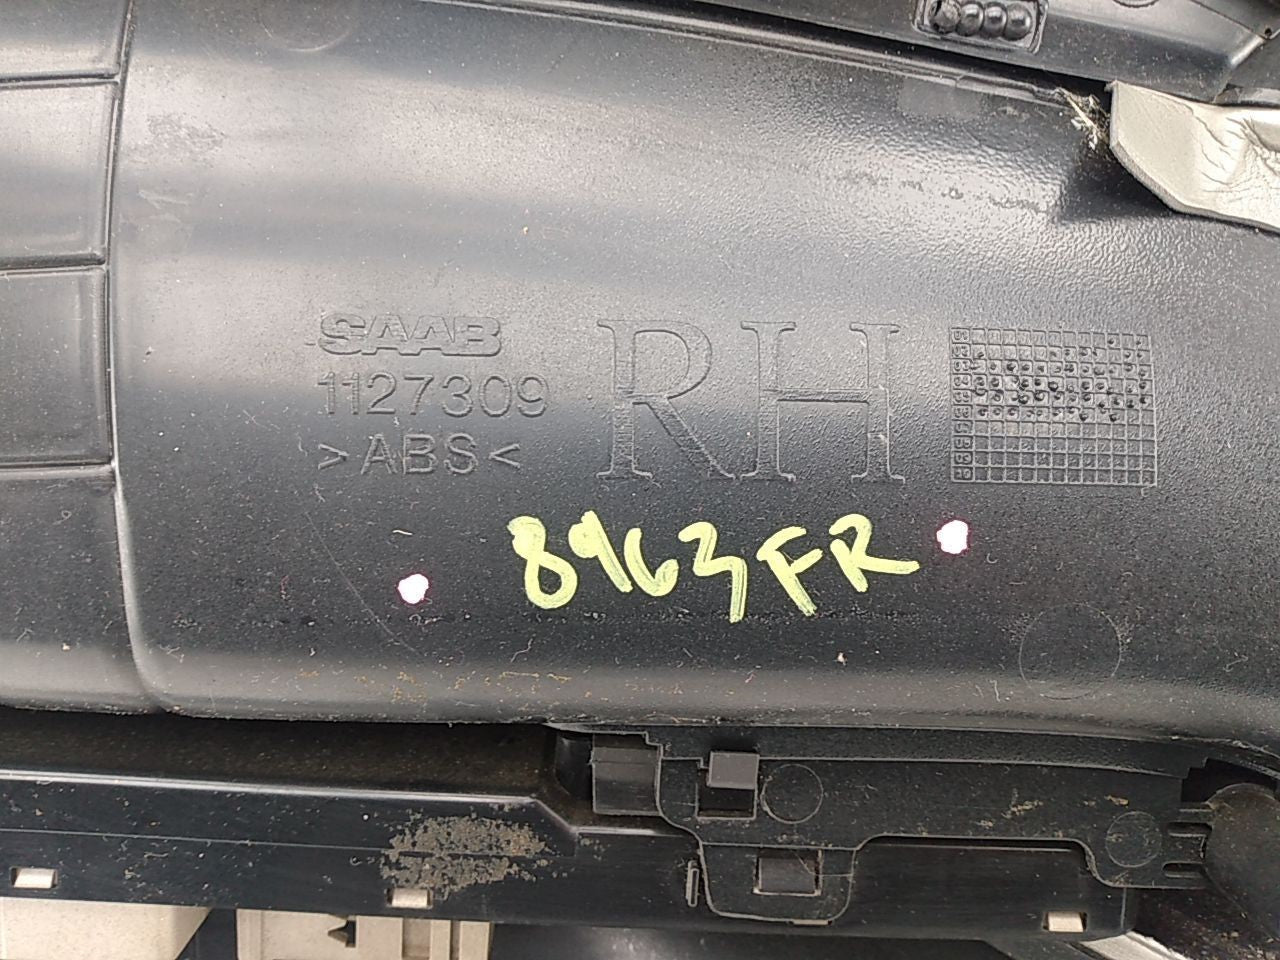 SAAB
1127309
>ABS<
RH
8963FR